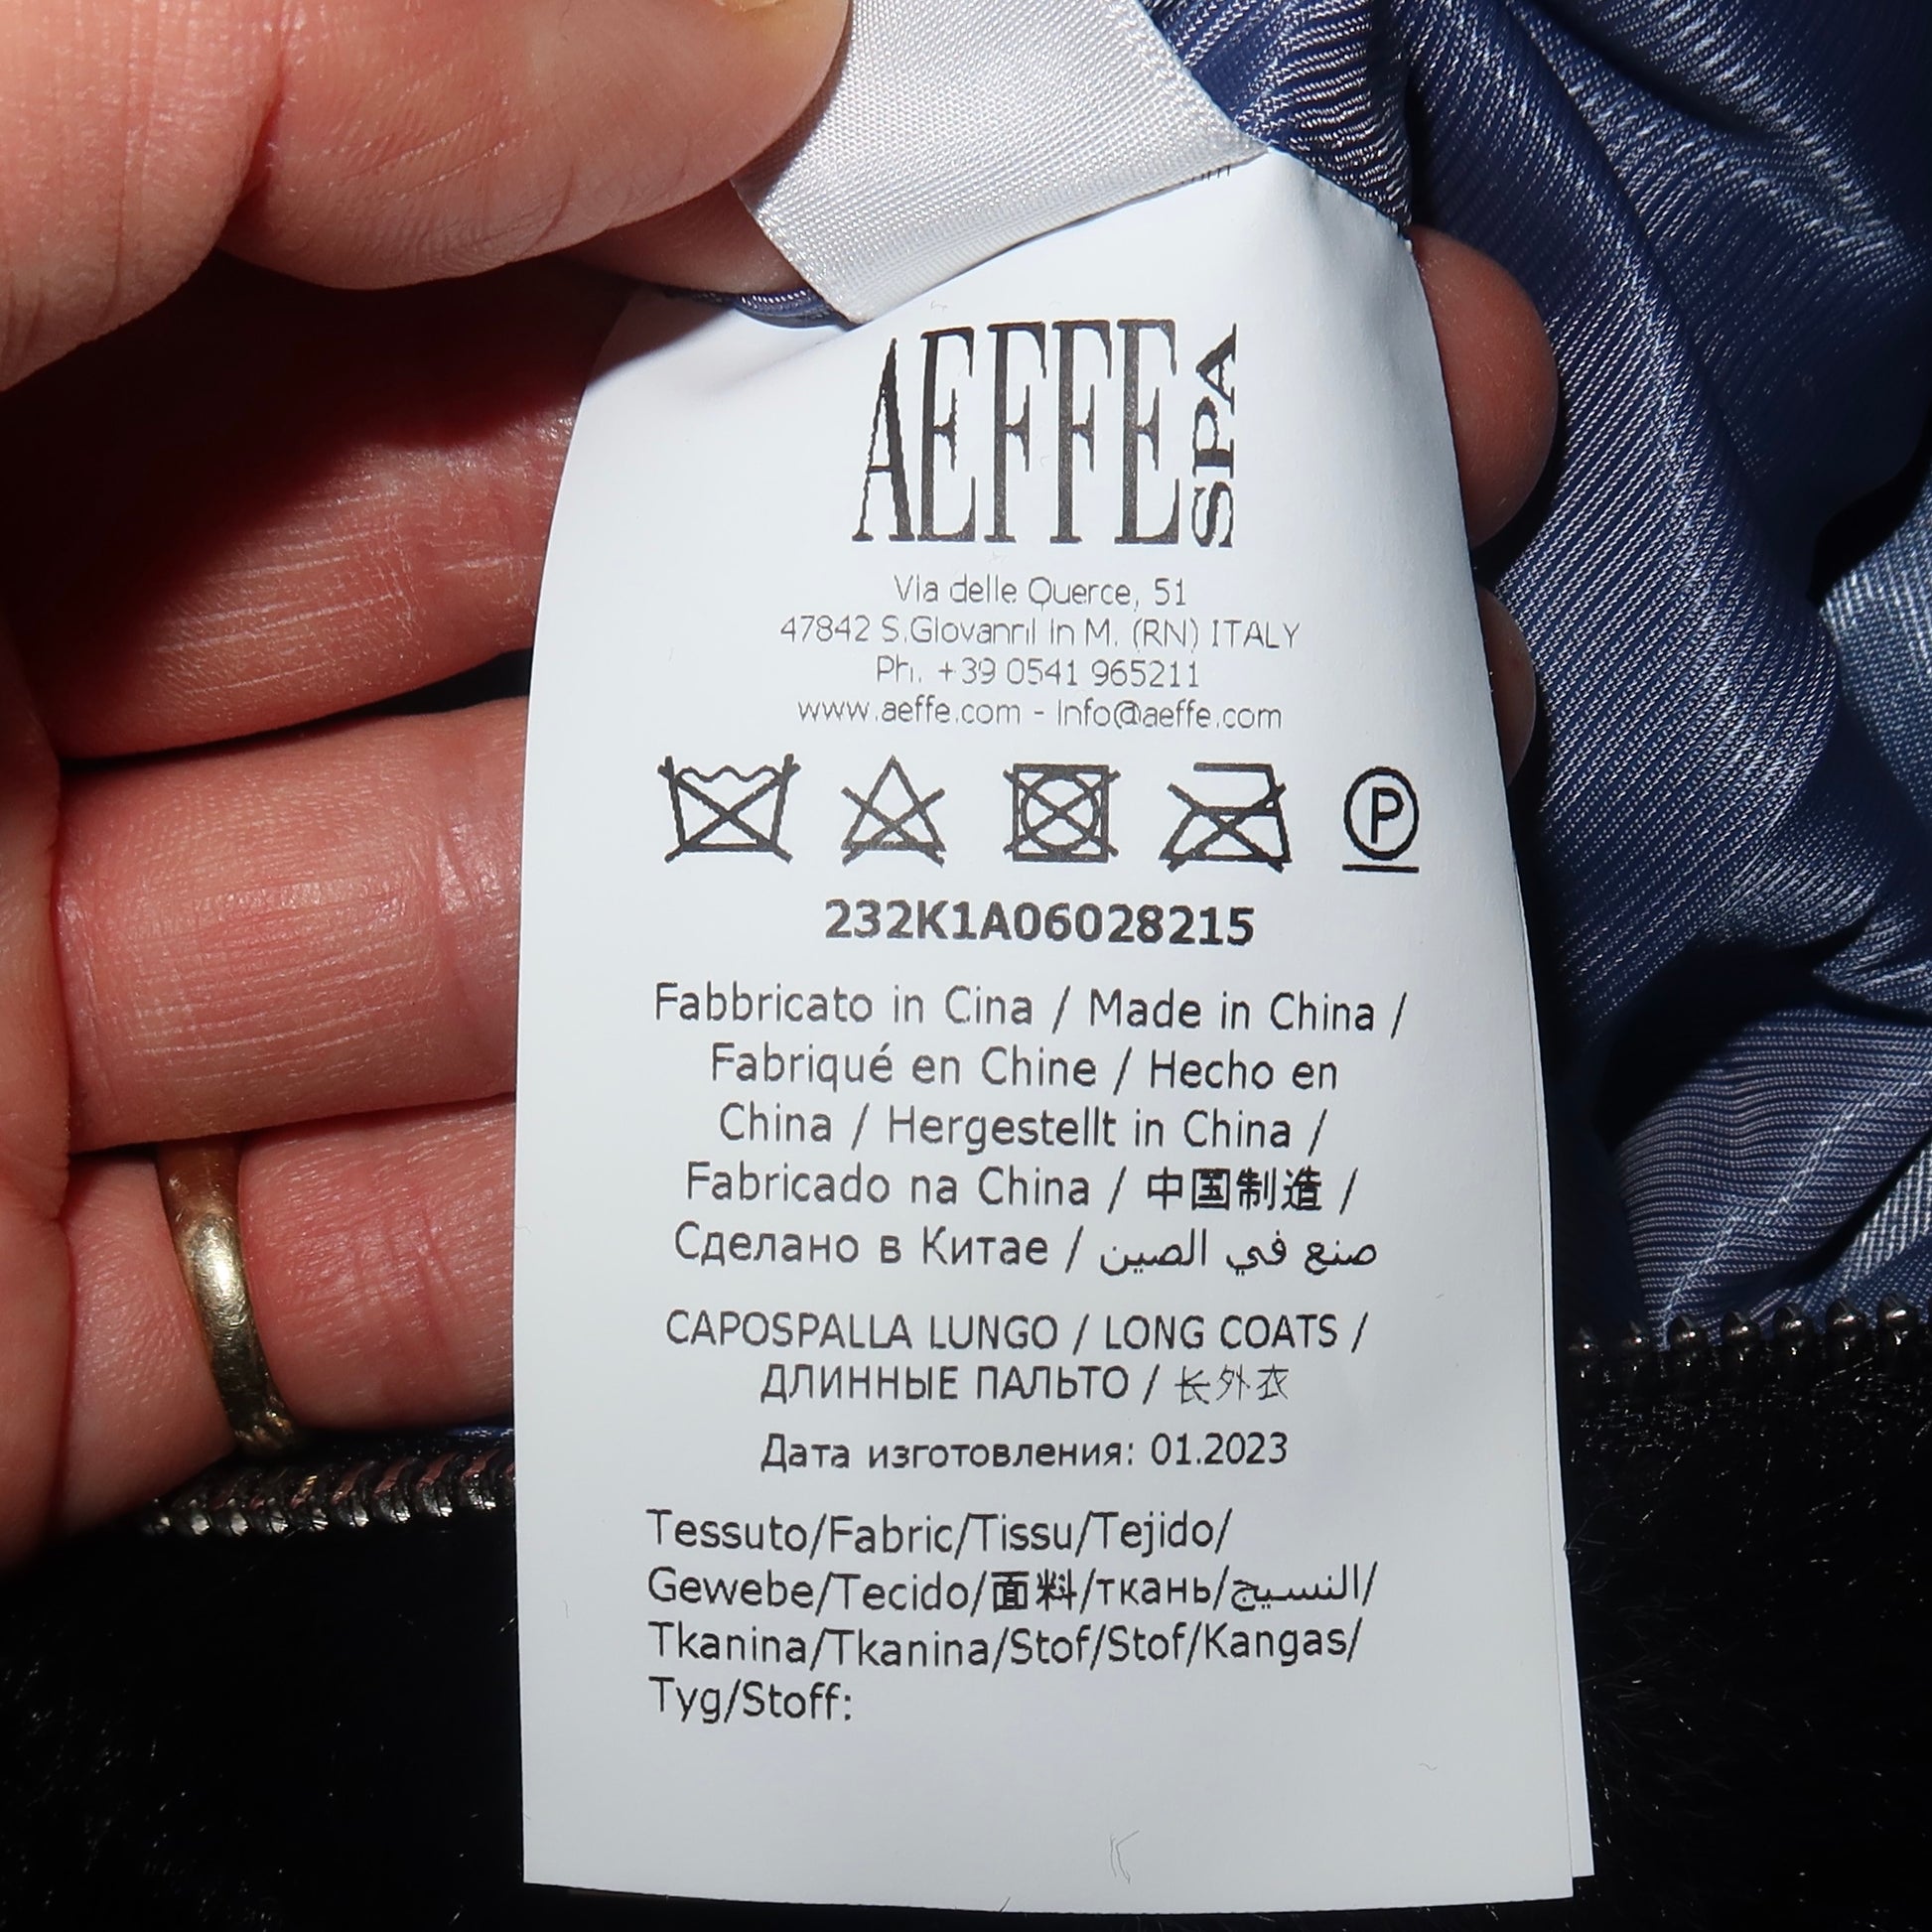 AEFFE SPA
Via delle Querce, 51
47842 S.Giovanni in M. (RN) ITALY
Ph. +39 0541 965211
www.aeffe.com - info@aeffe.com
P
232K1A06028215
Fabbricato in Cina / Made in China /
Fabriqué en Chine / Hecho en
China / Hergestellt in China /
Fabricado na China / 中国制造 /
Сделано в Китае / صنع في الصين
CAPOSPALLA LUNGO / LONG COATS /
ДЛИННЫЕ ПАЛЬТО / 长外衣
Дата изготовления: 01.2023
Tessuto/Fabric/Tissu/Tejido/
Gewebe/Tecido/面料/ткань/النسيج/
Tkanina/Tkanina/Stof/Stof/Kangas/
Tyg/Stoff: